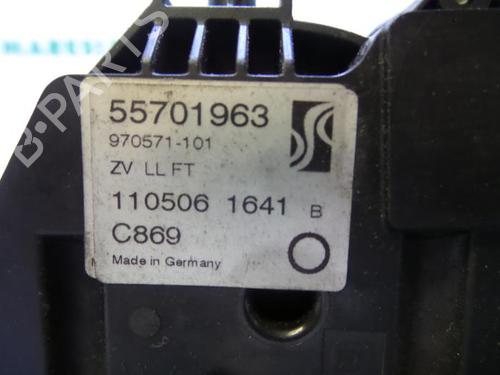 55701963
970571-101
ZV LL FT
110506 1641 B
C869
Made in Germany
B-Parts